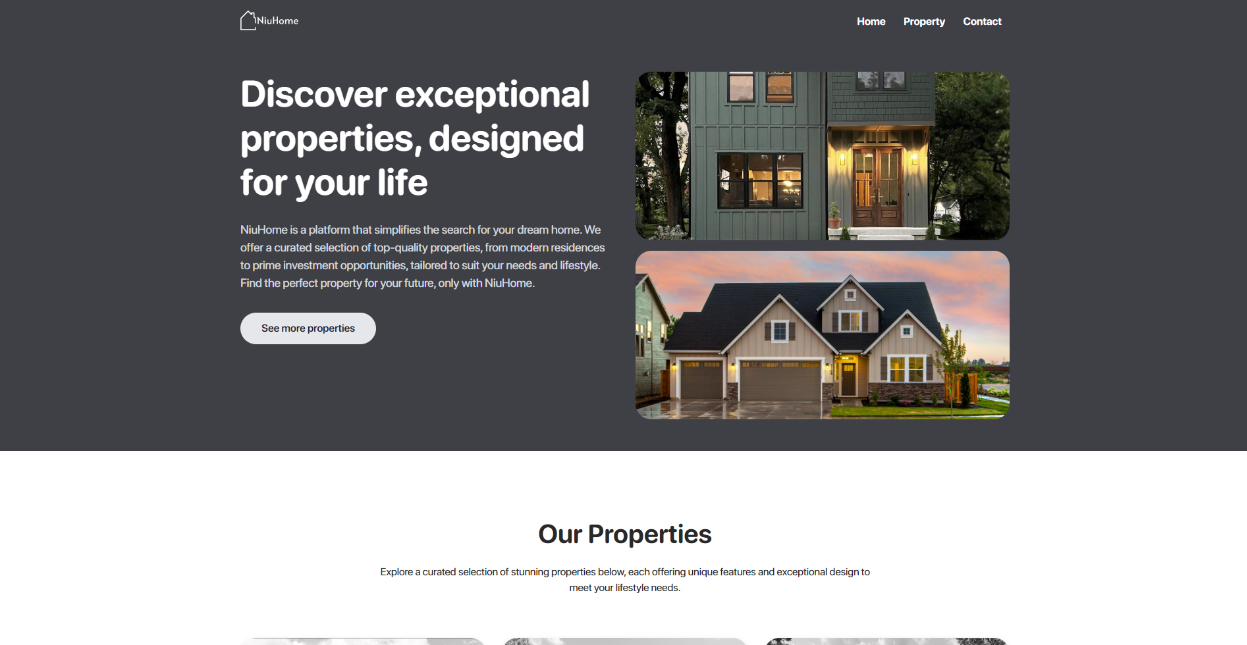 NiuHome
Home Property Contact
Discover exceptional
properties, designed
for your life
NiuHome is a platform that simplifies the search for your dream home. We
offer a curated selection of top-quality properties, from modern residences
to prime investment opportunities, tailored to suit your needs and lifestyle.
Find the perfect property for your future, only with NiuHome.
See more properties
Our Properties
Explore a curated selection of stunning properties below, each offering unique features and exceptional design to
meet your lifestyle needs.